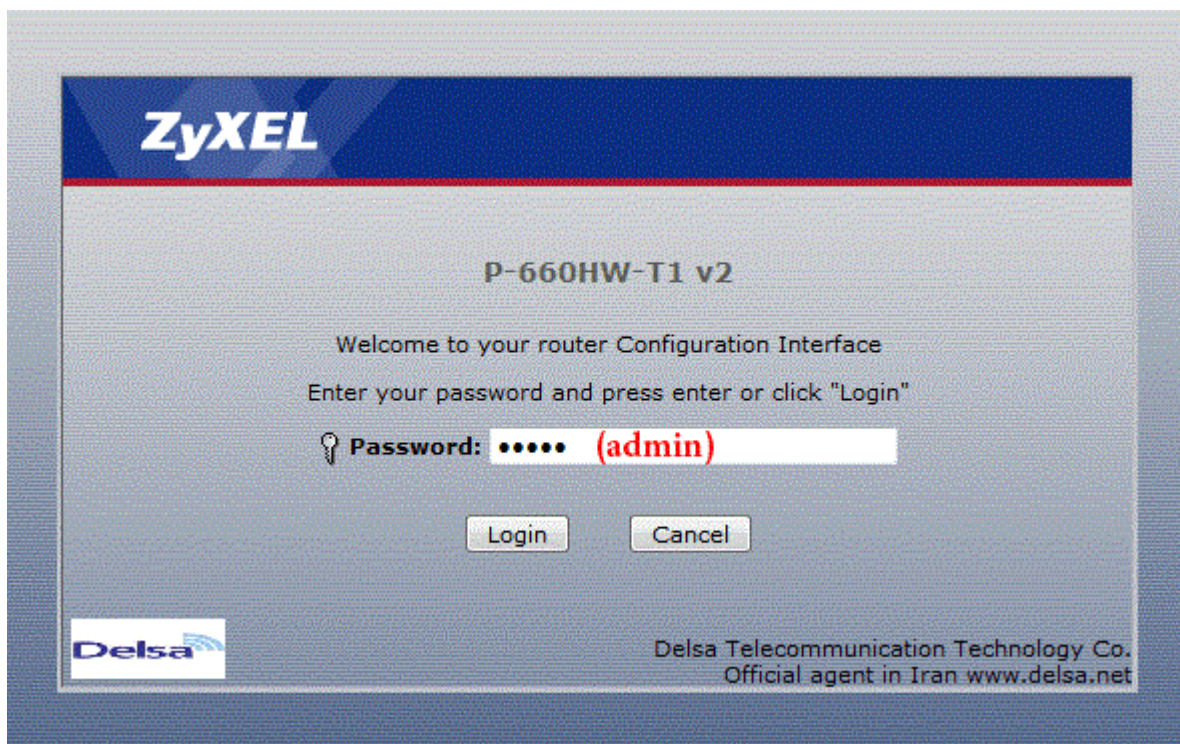 ZyXEL
P-660HW-T1 v2
Welcome to your router Configuration Interface
Enter your password and press enter or click "Login"
Password: ••••• (admin)
Login Cancel
Delsa
Delsa Telecommunication Technology Co.
Official agent in Iran www.delsa.net